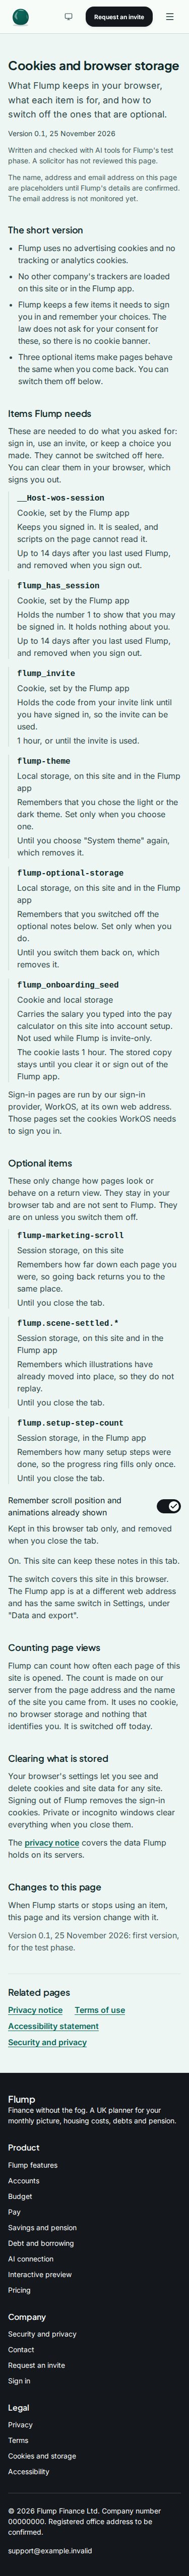 Request an invite
Cookies and browser storage
What Flump keeps in your browser,
what each item is for, and how to
switch off the ones that are optional.
Version 0.1, 25 November 2026
Written and checked with AI tools for Flump's test
phase. A solicitor has not reviewed this page.
The name, address and email address on this page
are placeholders until Flump's details are confirmed.
The email address is not monitored yet.
The short version
• Flump uses no advertising cookies and no
tracking or analytics cookies.
• No other company's trackers are loaded
on this site or in the Flump app.
• Flump keeps a few items it needs to sign
you in and remember your choices. The
law does not ask for your consent for
these, so there is no cookie banner.
• Three optional items make pages behave
the same when you come back. You can
switch them off below.
Items Flump needs
These are needed to do what you asked for:
sign in, use an invite, or keep a choice you
made. They cannot be switched off here.
You can clear them in your browser, which
signs you out.
__Host-wos-session
Cookie, set by the Flump app
Keeps you signed in. It is sealed, and
scripts on the page cannot read it.
Up to 14 days after you last used Flump,
and removed when you sign out.
flump_has_session
Cookie, set by the Flump app
Holds the number 1 to show that you may
be signed in. It holds nothing about you.
Up to 14 days after you last used Flump,
and removed when you sign out.
flump_invite
Cookie, set by the Flump app
Holds the code from your invite link until
you have signed in, so the invite can be
used.
1 hour, or until the invite is used.
flump-theme
Local storage, on this site and in the Flump
app
Remembers that you chose the light or the
dark theme. Set only when you choose
one.
Until you choose "System theme" again,
which removes it.
flump-optional-storage
Local storage, on this site and in the Flump
app
Remembers that you switched off the
optional notes below. Set only when you
do.
Until you switch them back on, which
removes it.
flump_onboarding_seed
Cookie and local storage
Carries the salary you typed into the pay
calculator on this site into account setup.
Not used while Flump is invite-only.
The cookie lasts 1 hour. The stored copy
stays until you clear it or sign out of the
Flump app.
Sign-in pages are run by our sign-in
provider, WorkOS, at its own web address.
Those pages set the cookies WorkOS needs
to sign you in.
Optional items
These only change how pages look or
behave on a return view. They stay in your
browser tab and are not sent to Flump. They
are on unless you switch them off.
flump-marketing-scroll
Session storage, on this site
Remembers how far down each page you
were, so going back returns you to the
same place.
Until you close the tab.
flump.scene-settled.*
Session storage, on this site and in the
Flump app
Remembers which illustrations have
already moved into place, so they do not
replay.
Until you close the tab.
flump.setup-step-count
Session storage, in the Flump app
Remembers how many setup steps were
done, so the progress ring fills only once.
Until you close the tab.
Remember scroll position and
animations already shown
Kept in this browser tab only, and removed
when you close the tab.
On. This site can keep these notes in this tab.
The switch covers this site in this browser.
The Flump app is at a different web address
and has the same switch in Settings, under
"Data and export".
Counting page views
Flump can count how often each page of this
site is opened. The count is made on our
server from the page address and the name
of the site you came from. It uses no cookie,
no browser storage and nothing that
identifies you. It is switched off today.
Clearing what is stored
Your browser's settings let you see and
delete cookies and site data for any site.
Signing out of Flump removes the sign-in
cookies. Private or incognito windows clear
everything when you close them.
The privacy notice covers the data Flump
holds on its servers.
Changes to this page
When Flump starts or stops using an item,
this page and its version change with it.
Version 0.1, 25 November 2026: first version,
for the test phase.
Related pages
Privacy notice Terms of use
Accessibility statement
Security and privacy
Flump
Finance without the fog. A UK planner for your
monthly picture, housing costs, debts and pension.
Product
Flump features
Accounts
Budget
Pay
Savings and pension
Debt and borrowing
AI connection
Interactive preview
Pricing
Company
Security and privacy
Contact
Request an invite
Sign in
Legal
Privacy
Terms
Cookies and storage
Accessibility
© 2026 Flump Finance Ltd. Company number
00000000. Registered office address to be
confirmed.
support@example.invalid